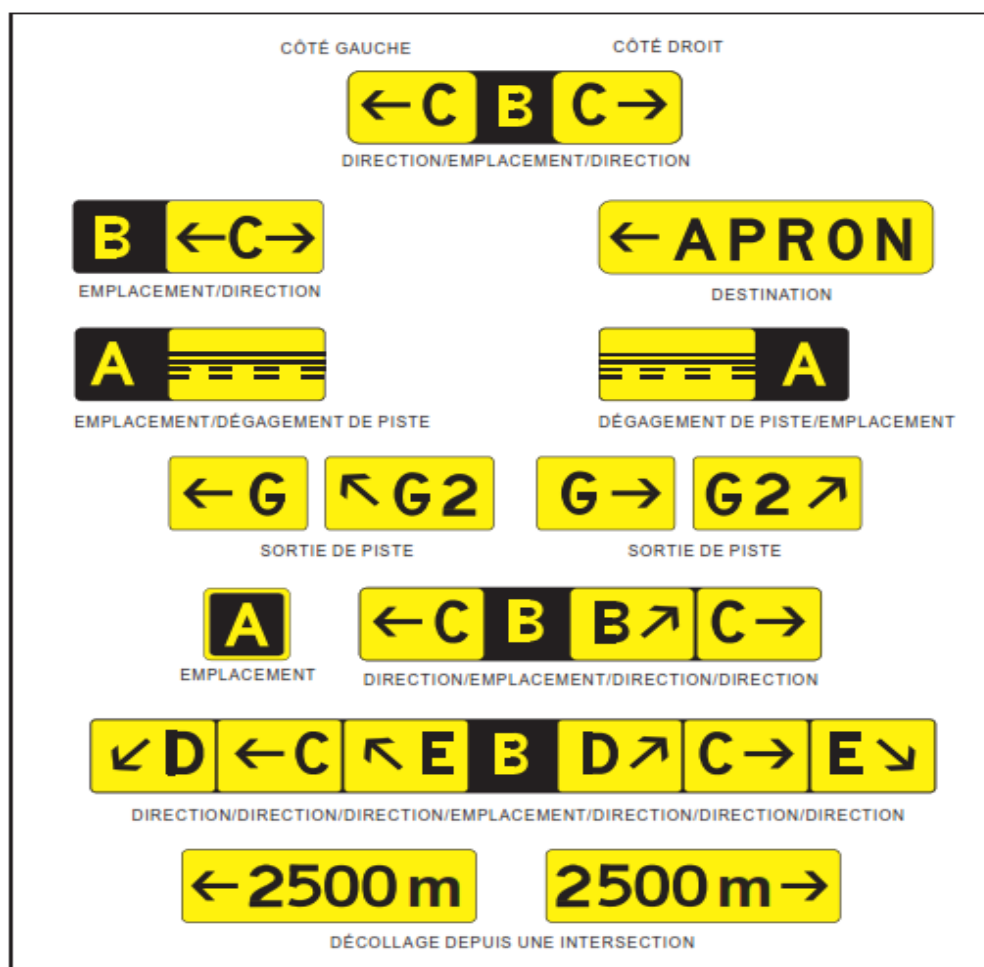 CÔTÉ GAUCHE CÔTÉ DROIT
←C B C→
DIRECTION/EMPLACEMENT/DIRECTION
B ←C→ ←APRON
EMPLACEMENT/DIRECTION DESTINATION
A A
EMPLACEMENT/DÉGAGEMENT DE PISTE DÉGAGEMENT DE PISTE/EMPLACEMENT
←G ↖G2 G→ G2↗
SORTIE DE PISTE SORTIE DE PISTE
A ←C B B↗ C→
EMPLACEMENT DIRECTION/EMPLACEMENT/DIRECTION/DIRECTION
↙D ←C ↖E B D↗ C→ E↘
DIRECTION/DIRECTION/DIRECTION/EMPLACEMENT/DIRECTION/DIRECTION/DIRECTION
←2500 m 2500 m→
DÉCOLLAGE DEPUIS UNE INTERSECTION